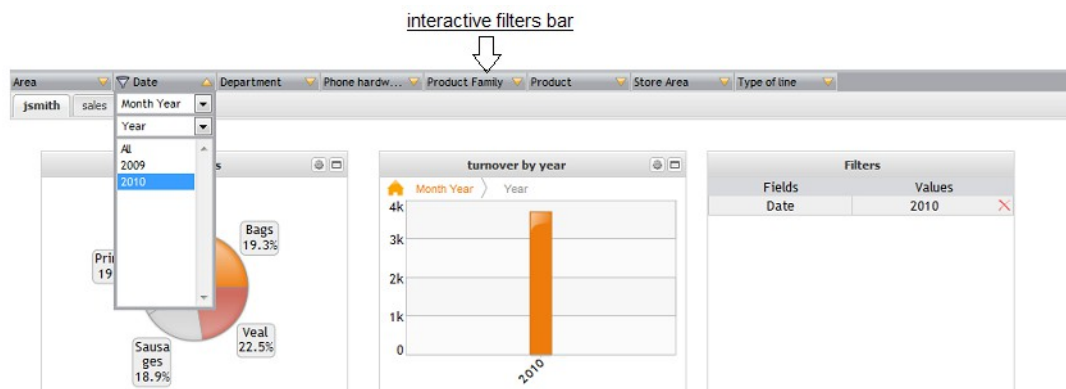 interactive filters bar
Area Date Department Phone hardw... Product Family Product Store Area Type of line
jsmith sales Month Year
Year
All
2009
2010
s turnover by year Filters
Month Year Year
Fields Values
Date 2010
4k
3k
2k
1k
0
2010
Bags
19.3%
Pri
19
Veal
22.5%
Sausa
ges
18.9%